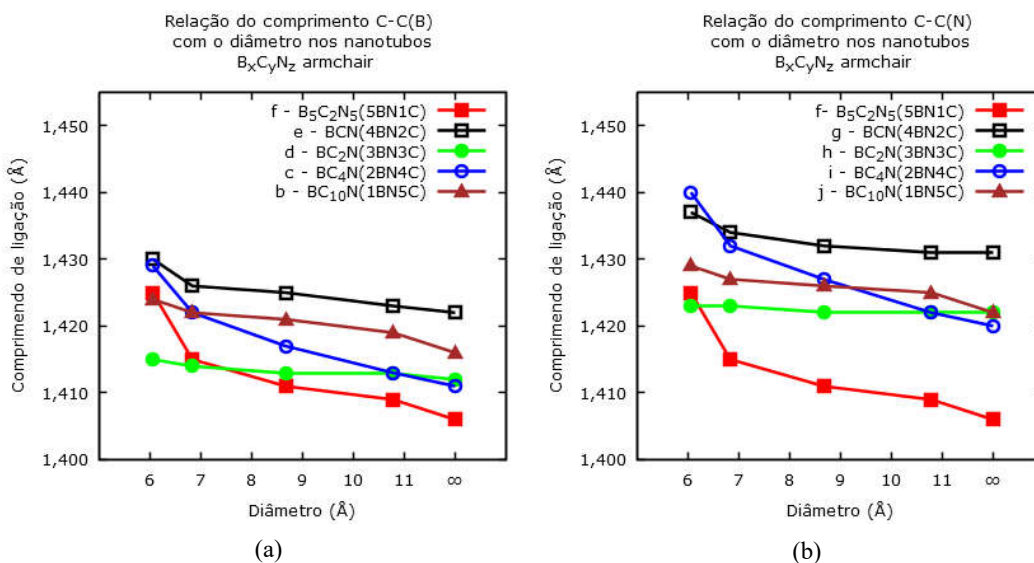 Relação do comprimento C-C(B)
com o diâmetro nos nanotubos
BxCyNz armchair
f - B5C2N5(5BN1C)
e - BCN(4BN2C)
d - BC2N(3BN3C)
c - BC4N(2BN4C)
b - BC10N(1BN5C)
1,450
1,440
1,430
1,420
1,410
1,400
Comprimendo de ligação (Å)
6 7 8 9 10 11 ∞
Diâmetro (Å)
(a)
Relação do comprimento C-C(N)
com o diâmetro nos nanotubos
BxCyNz armchair
f - B5C2N5(5BN1C)
g - BCN(4BN2C)
h - BC2N(3BN3C)
i - BC4N(2BN4C)
j - BC10N(1BN5C)
1,450
1,440
1,430
1,420
1,410
1,400
Comprimendo de ligação (Å)
6 7 8 9 10 11 ∞
Diâmetro (Å)
(b)